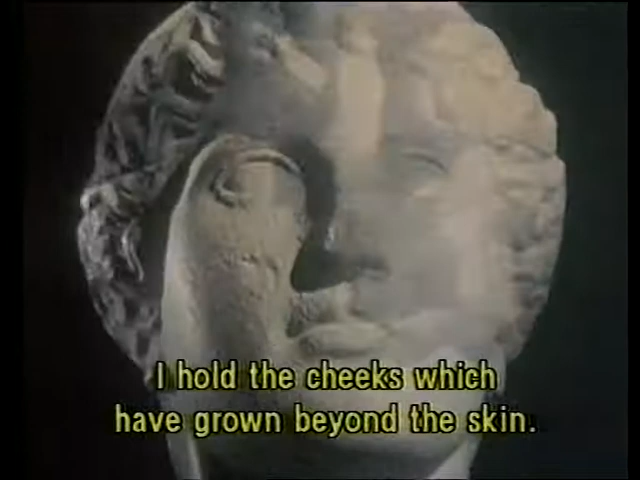 I hold the cheeks which
have grown beyond the skin.